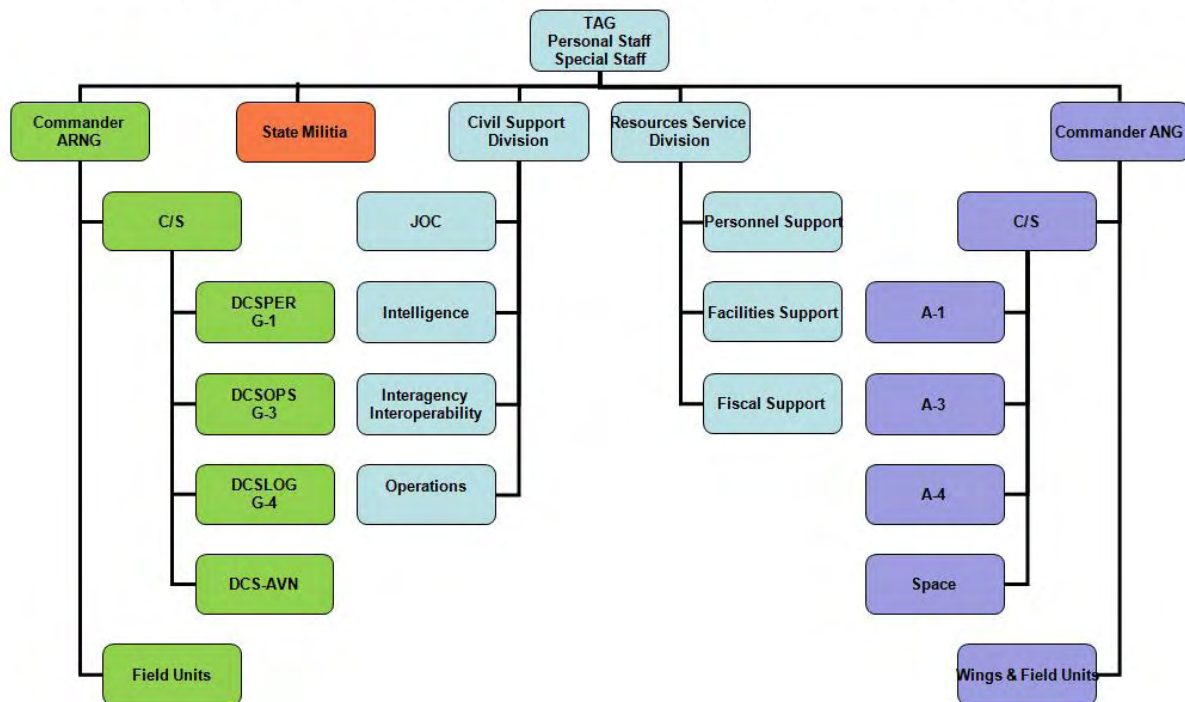 TAG
Personal Staff
Special Staff
Commander
ARNG
State Militia
Civil Support
Division
Resources Service
Division
Commander ANG
C/S
JOC
Personnel Support
C/S
DCSPER
G-1
Intelligence
Facilities Support
A-1
DCSOPS
G-3
Interagency
Interoperability
Fiscal Support
A-3
DCSLOG
G-4
Operations
A-4
DCS-AVN
Space
Field Units
Wings & Field Units